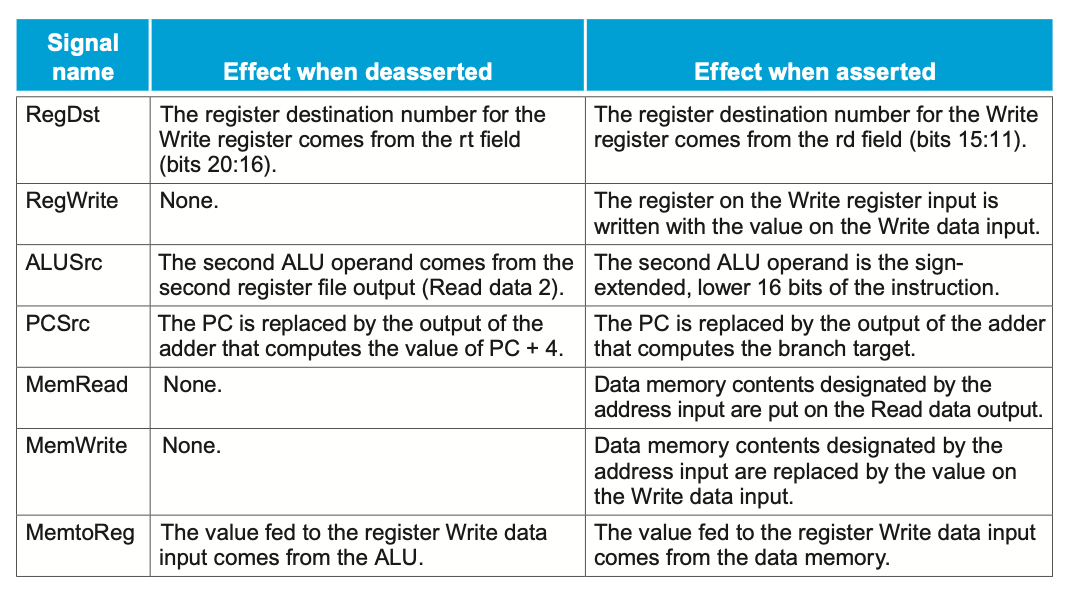 Signal
name
Effect when deasserted
Effect when asserted
RegDst
The register destination number for the
Write register comes from the rt field
(bits 20:16).
The register destination number for the Write
register comes from the rd field (bits 15:11).
RegWrite
None.
The register on the Write register input is
written with the value on the Write data input.
ALUSrc
The second ALU operand comes from the
second register file output (Read data 2).
The second ALU operand is the sign-
extended, lower 16 bits of the instruction.
PCSrc
The PC is replaced by the output of the
adder that computes the value of PC + 4.
The PC is replaced by the output of the adder
that computes the branch target.
MemRead
None.
Data memory contents designated by the
address input are put on the Read data output.
MemWrite
None.
Data memory contents designated by the
address input are replaced by the value on
the Write data input.
MemtoReg
The value fed to the register Write data
input comes from the ALU.
The value fed to the register Write data input
comes from the data memory.